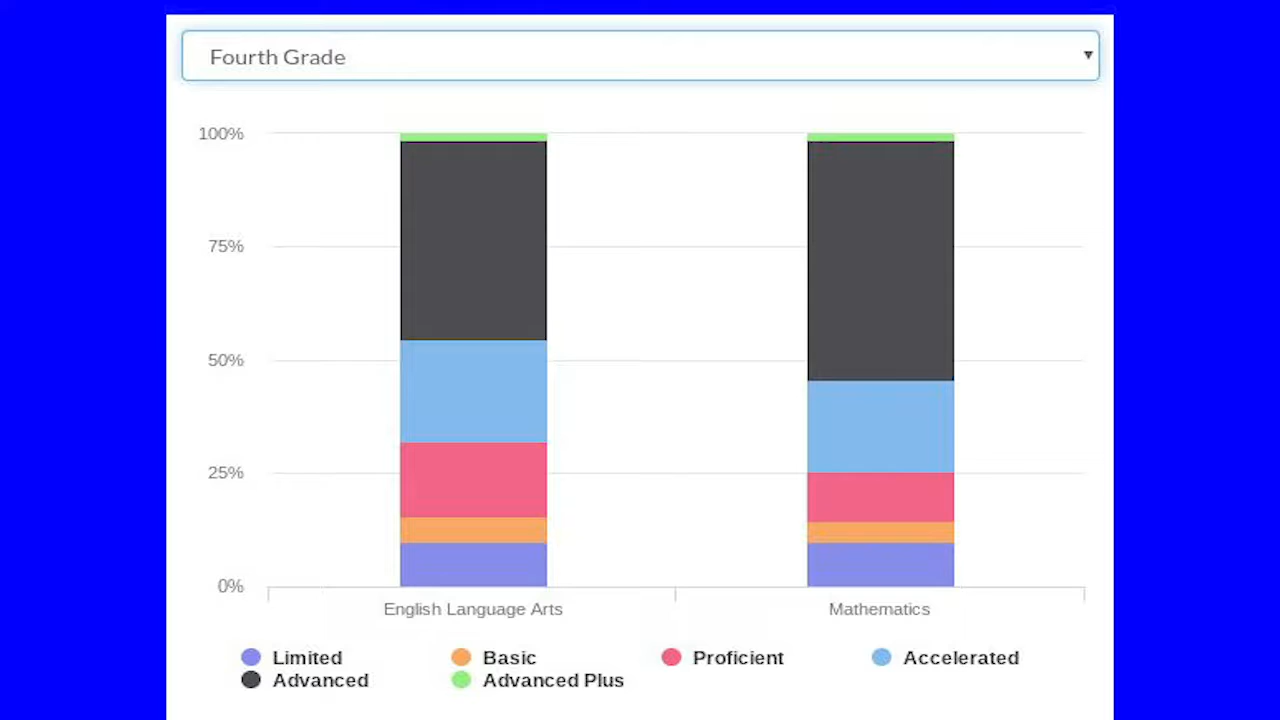 Fourth Grade
100%
75%
50%
25%
0%
English Language Arts Mathematics
Limited Basic Proficient Accelerated
Advanced Advanced Plus